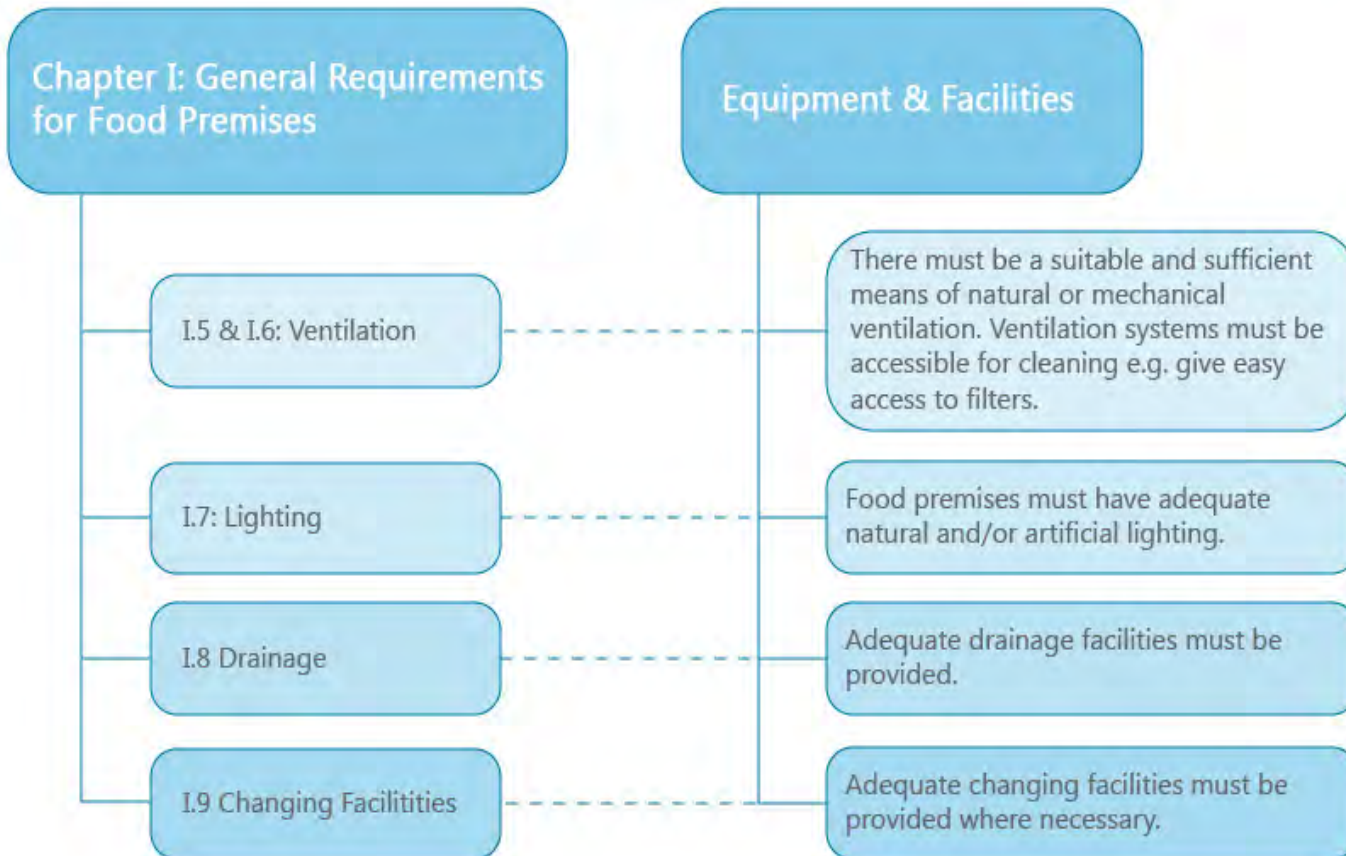 Chapter I: General Requirements
for Food Premises
Equipment & Facilities
I.5 & I.6: Ventilation
There must be a suitable and sufficient
means of natural or mechanical
ventilation. Ventilation systems must be
accessible for cleaning e.g. give easy
access to filters.
I.7: Lighting
Food premises must have adequate
natural and/or artificial lighting.
I.8 Drainage
Adequate drainage facilities must be
provided.
I.9 Changing Facilitities
Adequate changing facilities must be
provided where necessary.